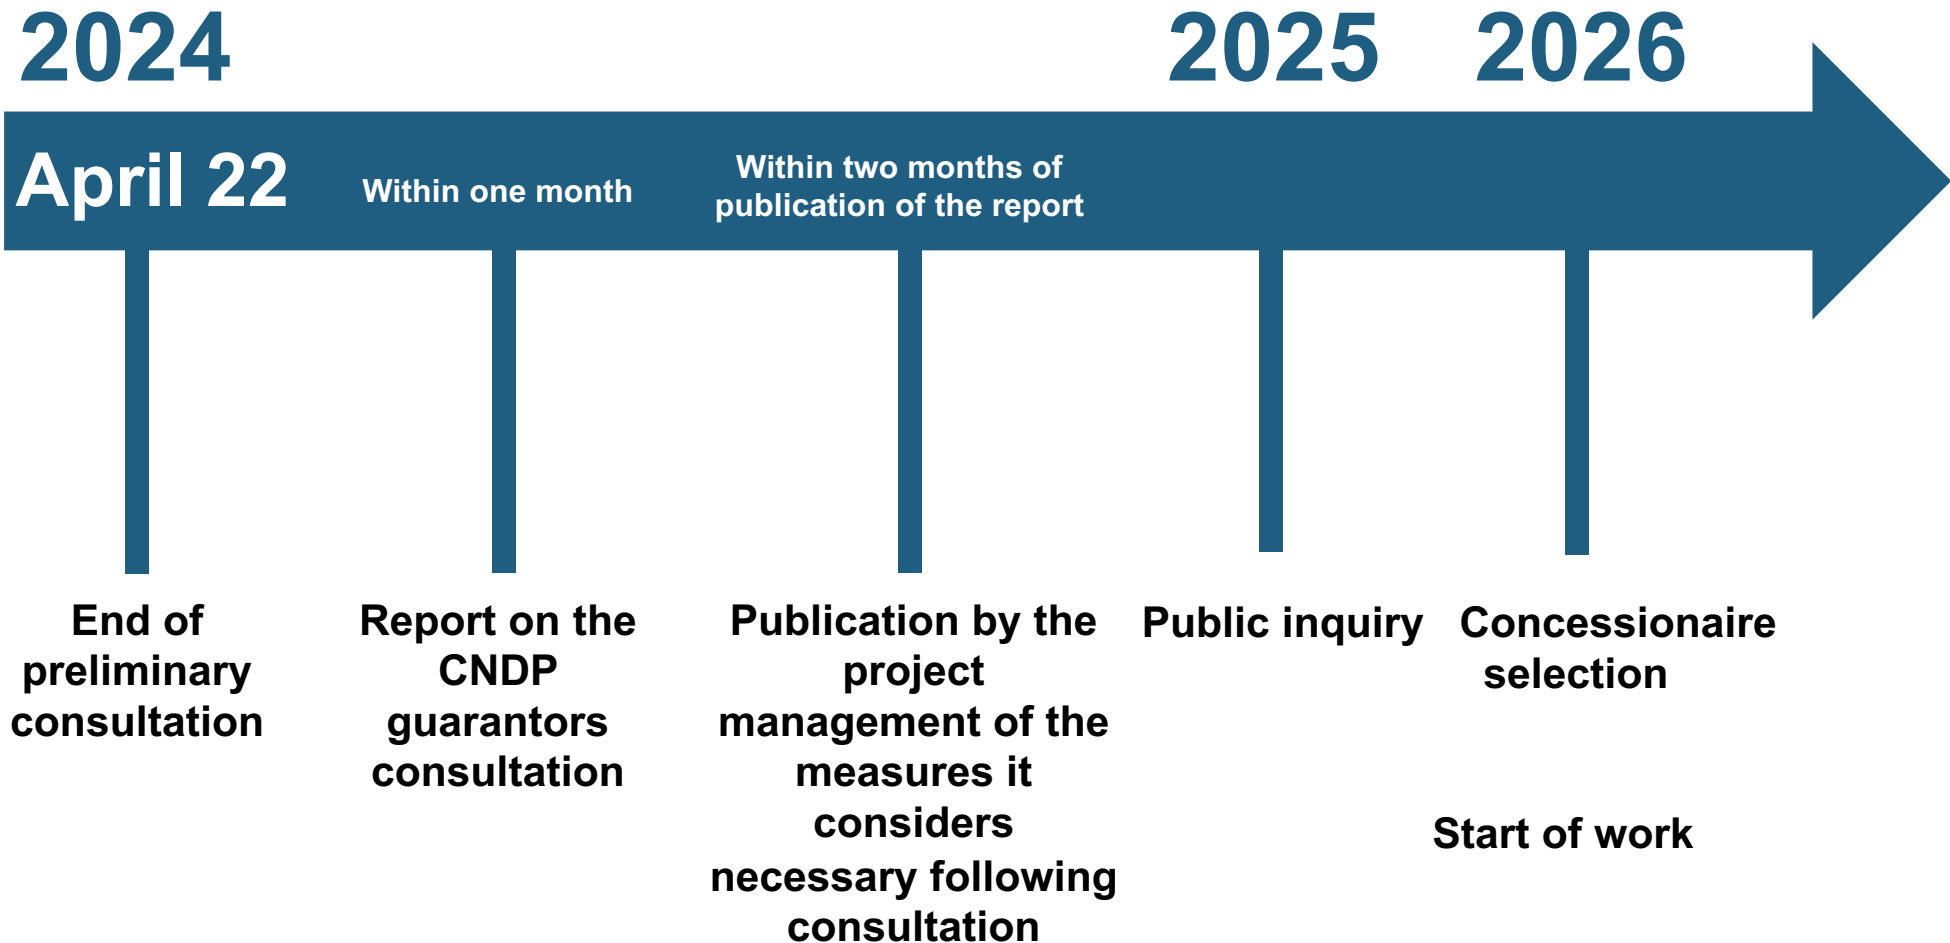 2024
2025
2026
April 22
Within one month
Within two months of
publication of the report
End of
preliminary
consultation
Report on the
CNDP
guarantors
consultation
Publication by the
project
management of the
measures it
considers
necessary following
consultation
Public inquiry
Concessionaire
selection
Start of work